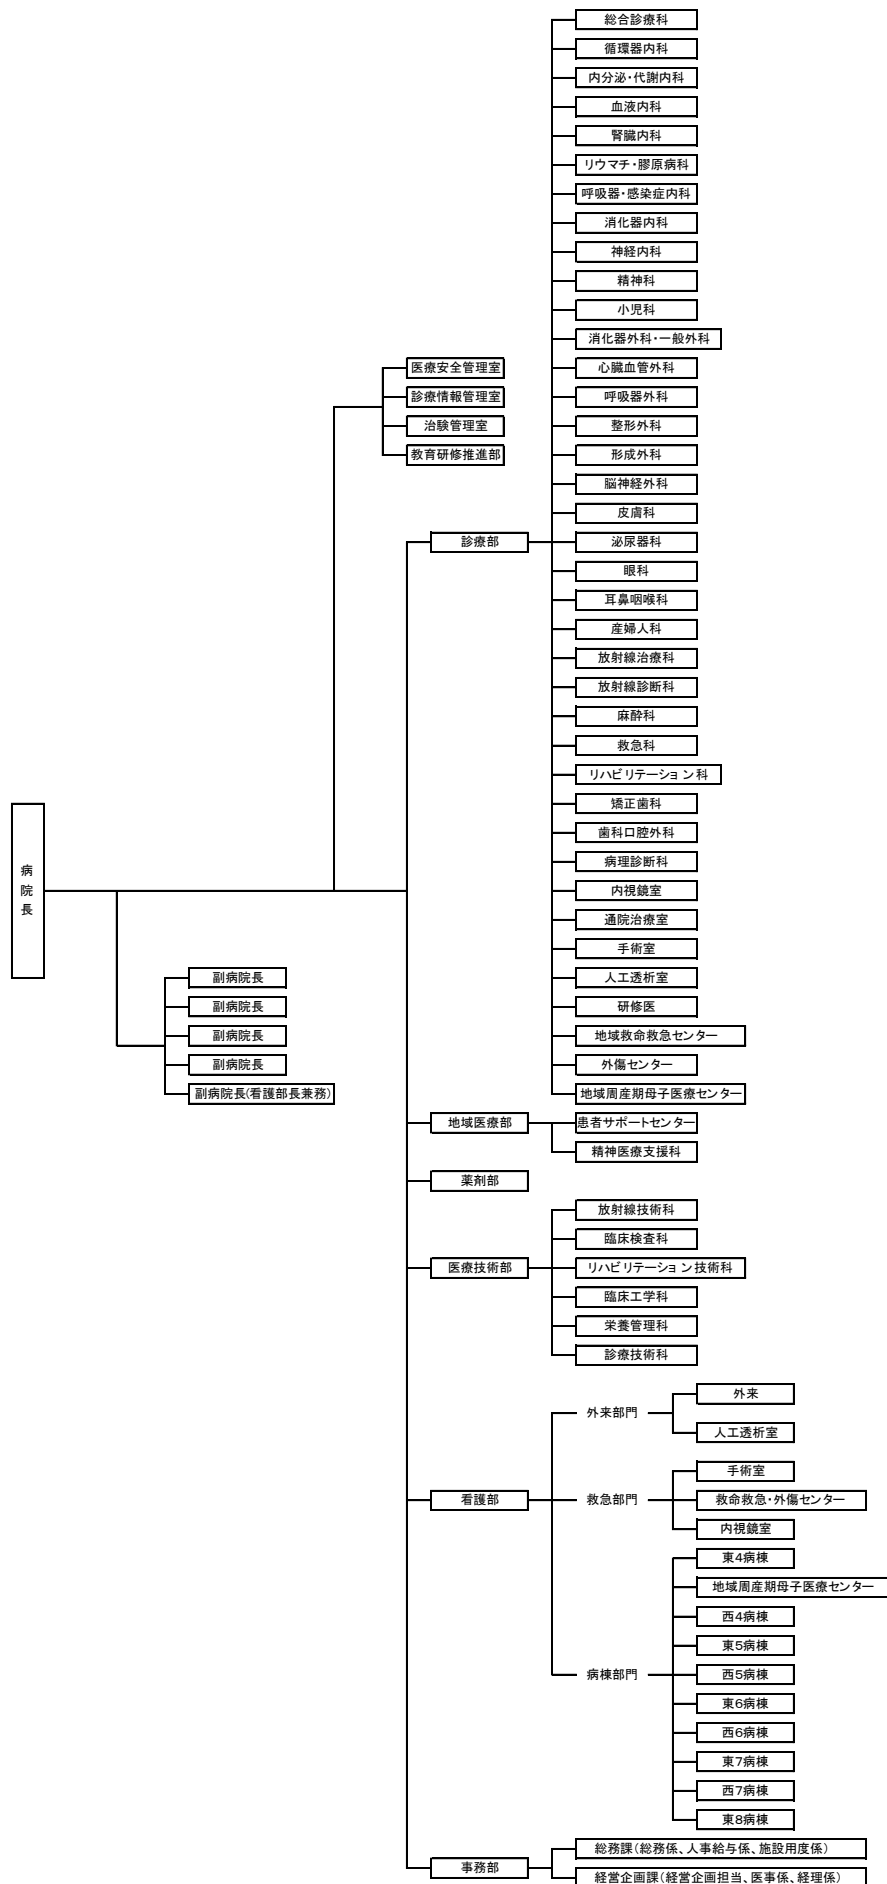 総合診療科
循環器内科
内分泌・代謝内科
血液内科
腎臓内科
リウマチ・膠原病科
呼吸器・感染症内科
消化器内科
神経内科
精神科
小児科
消化器外科・一般外科
医療安全管理室
心臓血管外科
診療情報管理室
呼吸器外科
治験管理室
整形外科
教育研修推進部
形成外科
脳神経外科
皮膚科
診療部
泌尿器科
眼科
耳鼻咽喉科
産婦人科
放射線治療科
放射線診断科
麻酔科
救急科
リハビリテーション科
矯正歯科
歯科口腔外科
病理診断科
病院長
内視鏡室
通院治療室
手術室
副病院長
人工透析室
副病院長
研修医
副病院長
地域救命救急センター
副病院長
外傷センター
副病院長(看護部長兼務)
地域周産期母子医療センター
地域医療部
患者サポートセンター
精神医療支援科
薬剤部
放射線技術科
臨床検査科
医療技術部
リハビリテーション技術科
臨床工学科
栄養管理科
診療技術科
外来
外来部門
人工透析室
手術室
看護部
救急部門
救命救急・外傷センター
内視鏡室
東4病棟
地域周産期母子医療センター
西4病棟
東5病棟
病棟部門
西5病棟
東6病棟
西6病棟
東7病棟
西7病棟
東8病棟
総務課(総務係、人事給与係、施設用度係)
事務部
経営企画課(経営企画担当、医事係、経理係)